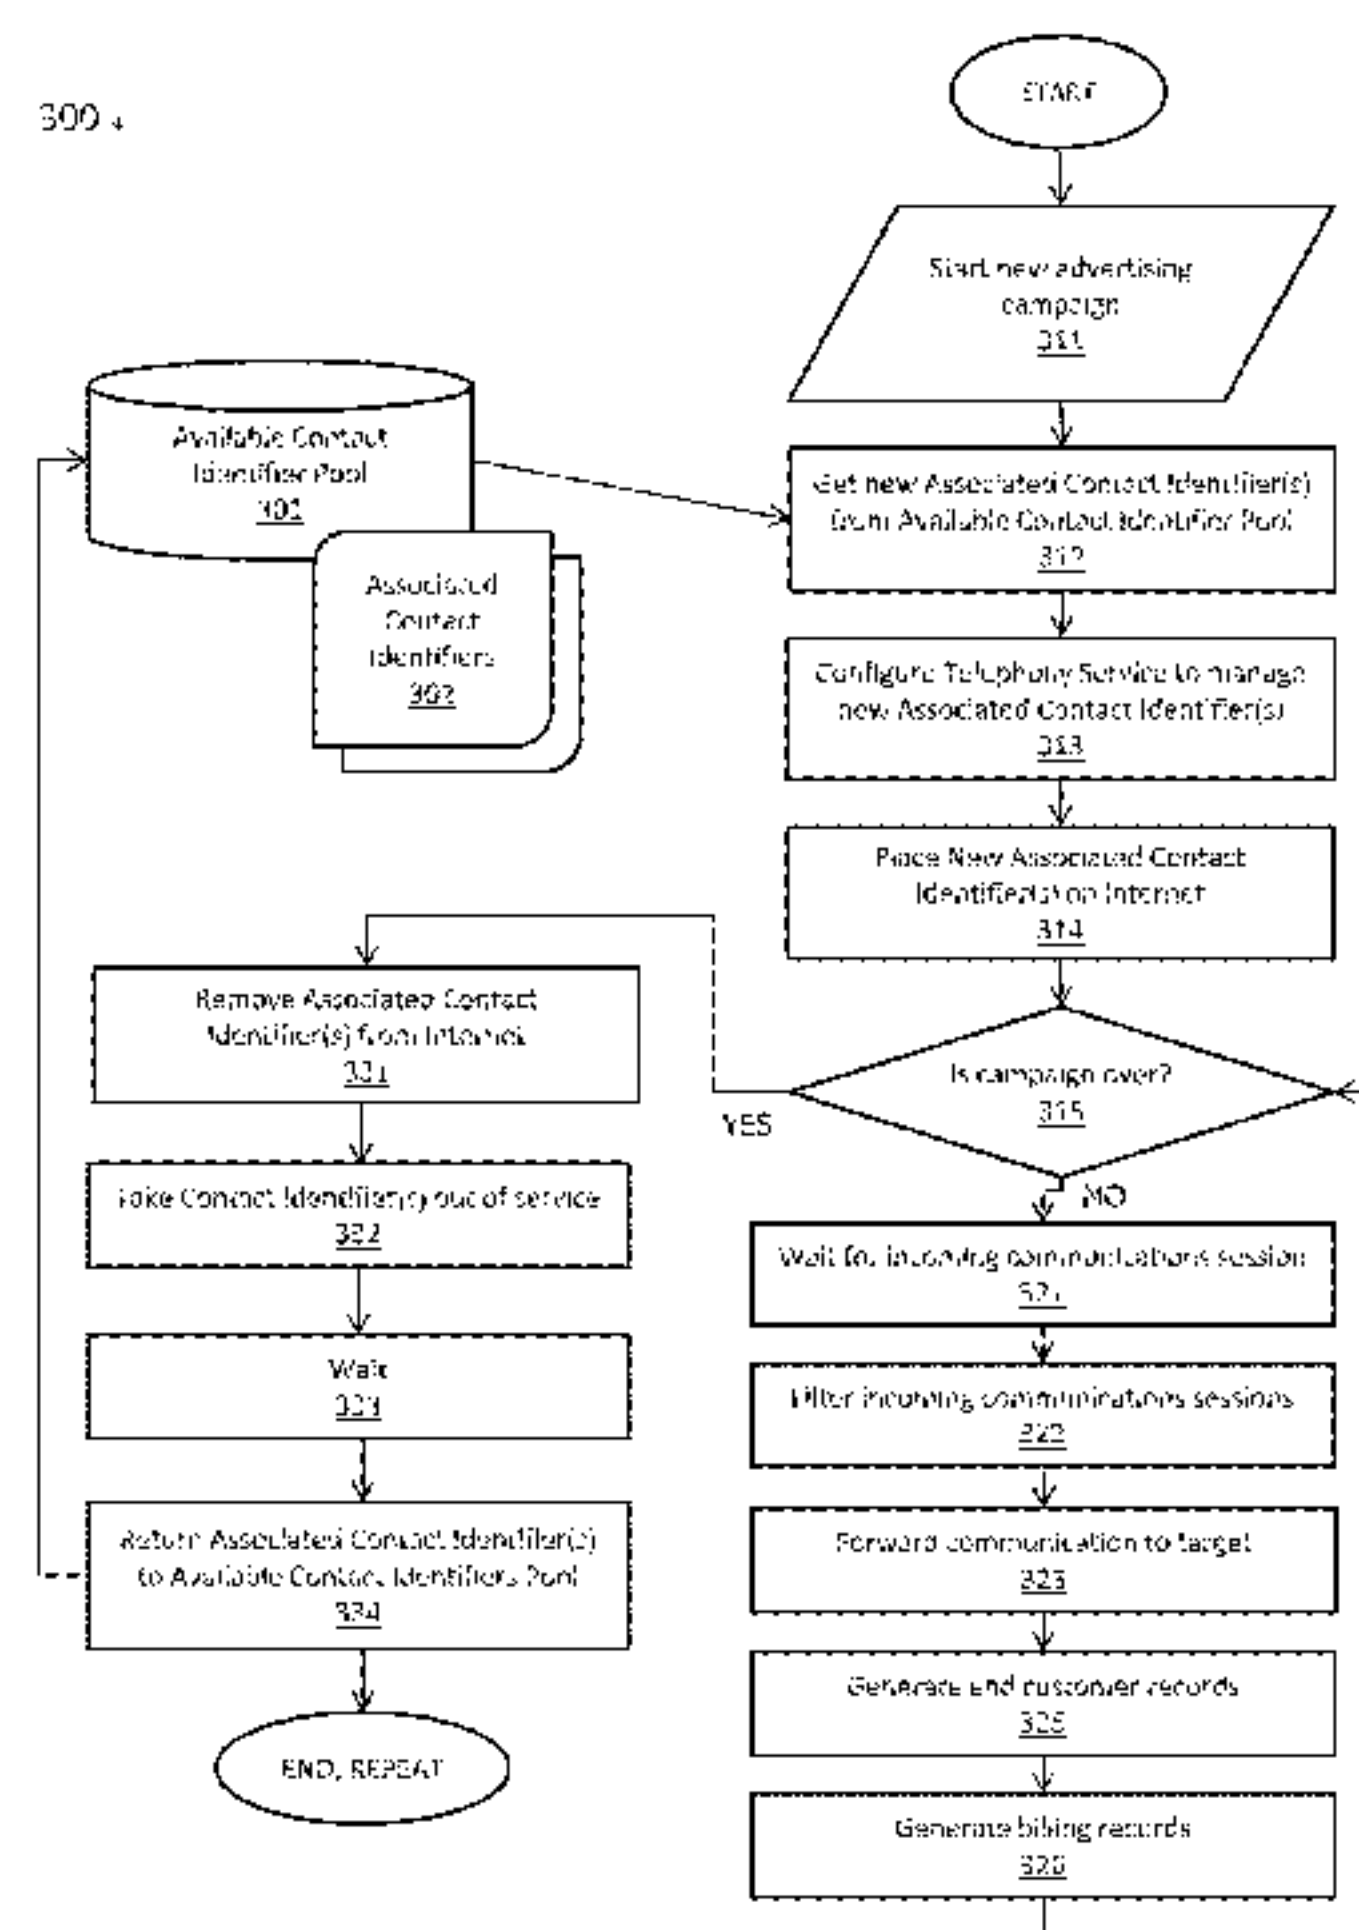 300
START
Start new advertising
campaign
311
Available Contact
Identifier Pool
301
Get new Associated Contact Identifier(s)
from Available Contact Identifier Pool
312
Associated
Contact
Identifiers
302
Configure Telephony Service to manage
new Associated Contact Identifier(s)
313
Place New Associated Contact
Identifier(s) on Internet
314
Remove Associated Contact
Identifier(s) from Internet
331
Is campaign over?
315
YES
NO
Take Contact Identifier(s) out of service
332
Wait for incoming communications session
321
Wait
333
Filter incoming communications sessions
322
Return Associated Contact Identifier(s)
to Available Contact Identifiers Pool
334
Forward communication to target
323
Generate end customer records
325
END, REPEAT
Generate billing records
326